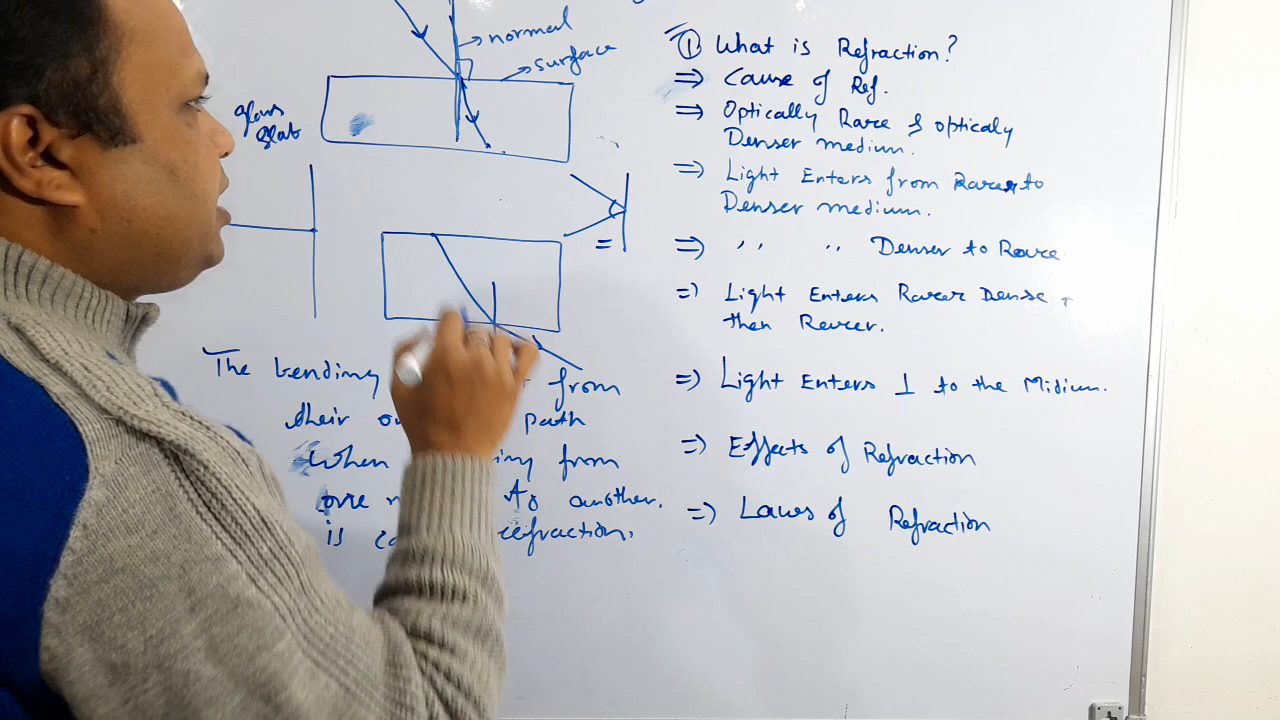 normal
surface
glass
slab
① What is Refraction?
⇒ Cause of Ref.
⇒ Optically Rare & optically
Denser medium.
⇒ Light Enters from Rarer to
Denser medium.
⇒ ,, ,, Denser to Rarer
⇒ Light Enters Rarer Dense
then Rarer.
⇒ Light Enters ⊥ to the Midium.
⇒ Effects of Refraction
⇒ Laws of Refraction
=
The bending from
their path
when from
one to another.
is refraction.